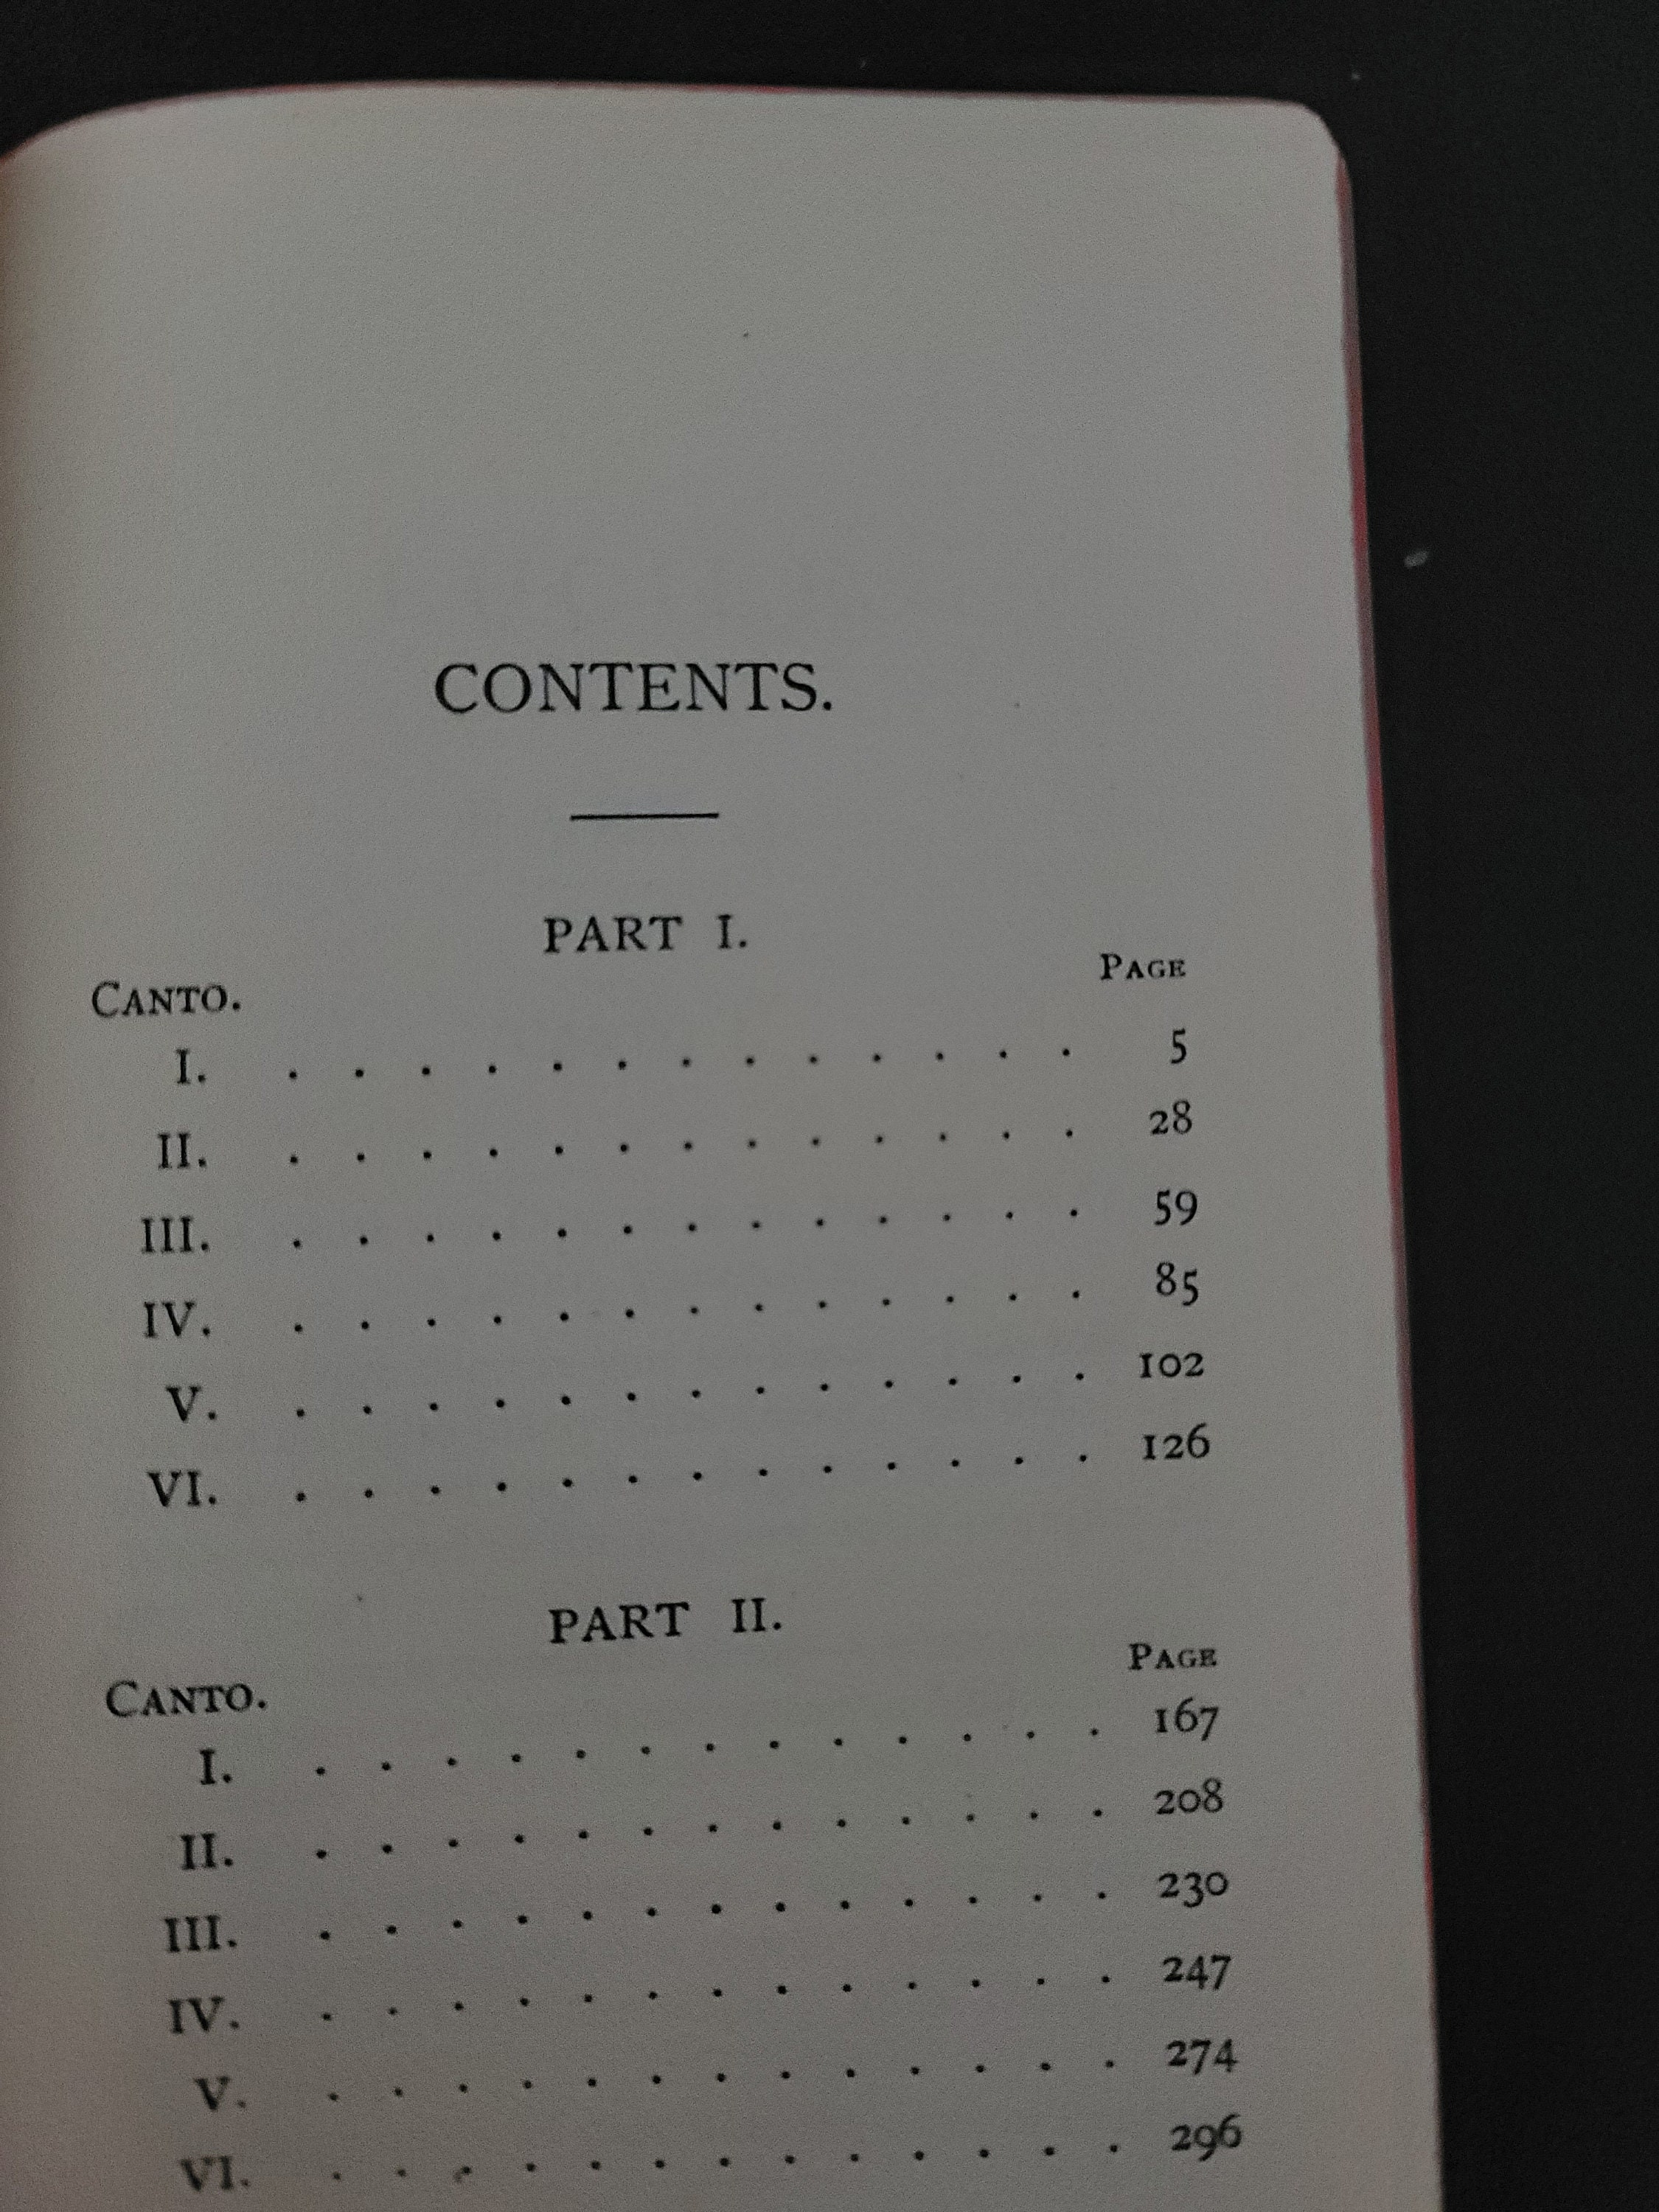 CONTENTS.
PART I.
CANTO. PAGE
I. . . . . . . . . . . . . . 5
II. . . . . . . . . . . . . . 28
III. . . . . . . . . . . . . . 59
IV. . . . . . . . . . . . . . 85
V. . . . . . . . . . . . . . 102
VI. . . . . . . . . . . . . . 126
PART II.
CANTO. PAGE
I. . . . . . . . . . . . . . 167
II. . . . . . . . . . . . . . 208
III. . . . . . . . . . . . . . 230
IV. . . . . . . . . . . . . . 247
V. . . . . . . . . . . . . . 274
VI. . . . . . . . . . . . . . 296